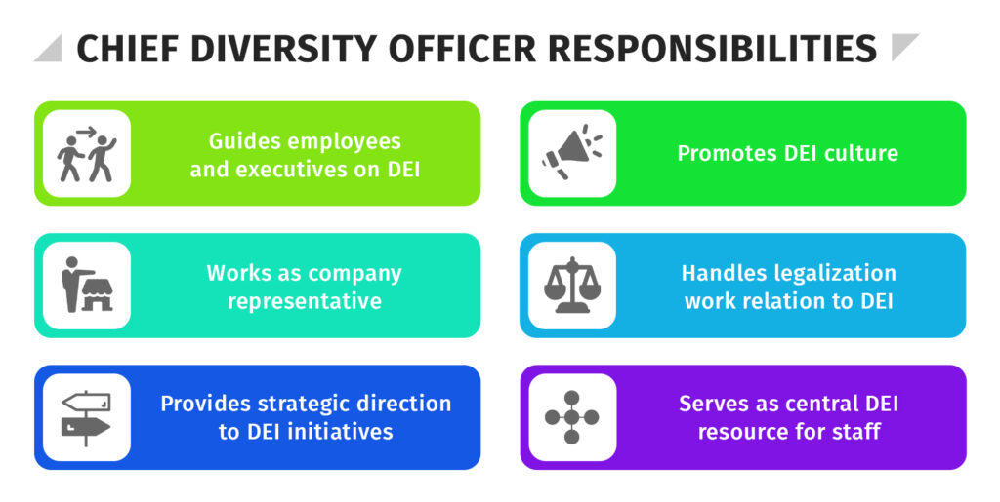 CHIEF DIVERSITY OFFICER RESPONSIBILITIES
Guides employees
and executives on DEI
Promotes DEI culture
Works as company
representative
Handles legalization
work relation to DEI
Provides strategic direction
to DEI initiatives
Serves as central DEI
resource for staff